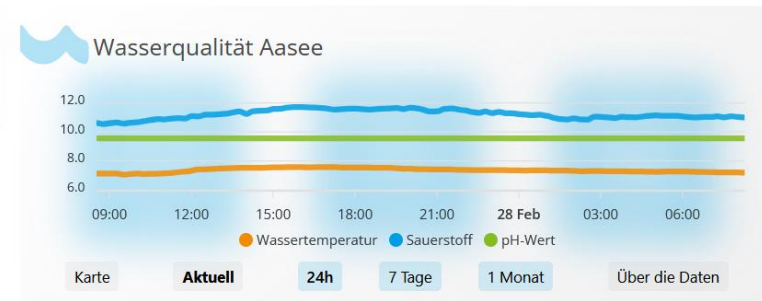 Wasserqualität Aasee
12.0
10.0
8.0
6.0
09:00 12:00 15:00 18:00 21:00 28 Feb 03:00 06:00
Wassertemperatur Sauerstoff pH-Wert
Karte Aktuell 24h 7 Tage 1 Monat Über die Daten